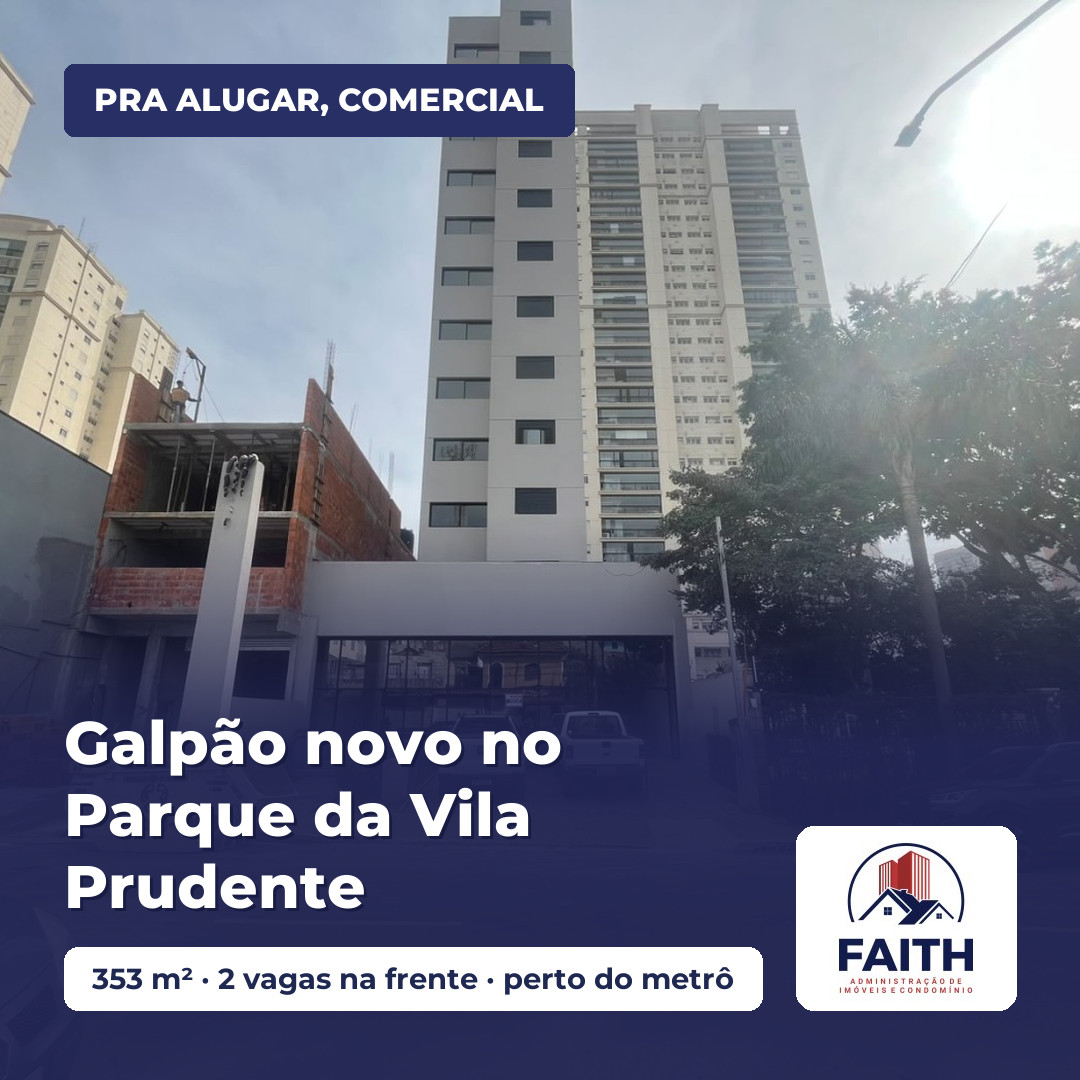 PRA ALUGAR, COMERCIAL
Galpão novo no
Parque da Vila
Prudente
353 m² · 2 vagas na frente · perto do metrô
FAITH
ADMINISTRAÇÃO DE
IMÓVEIS E CONDOMÍNIO